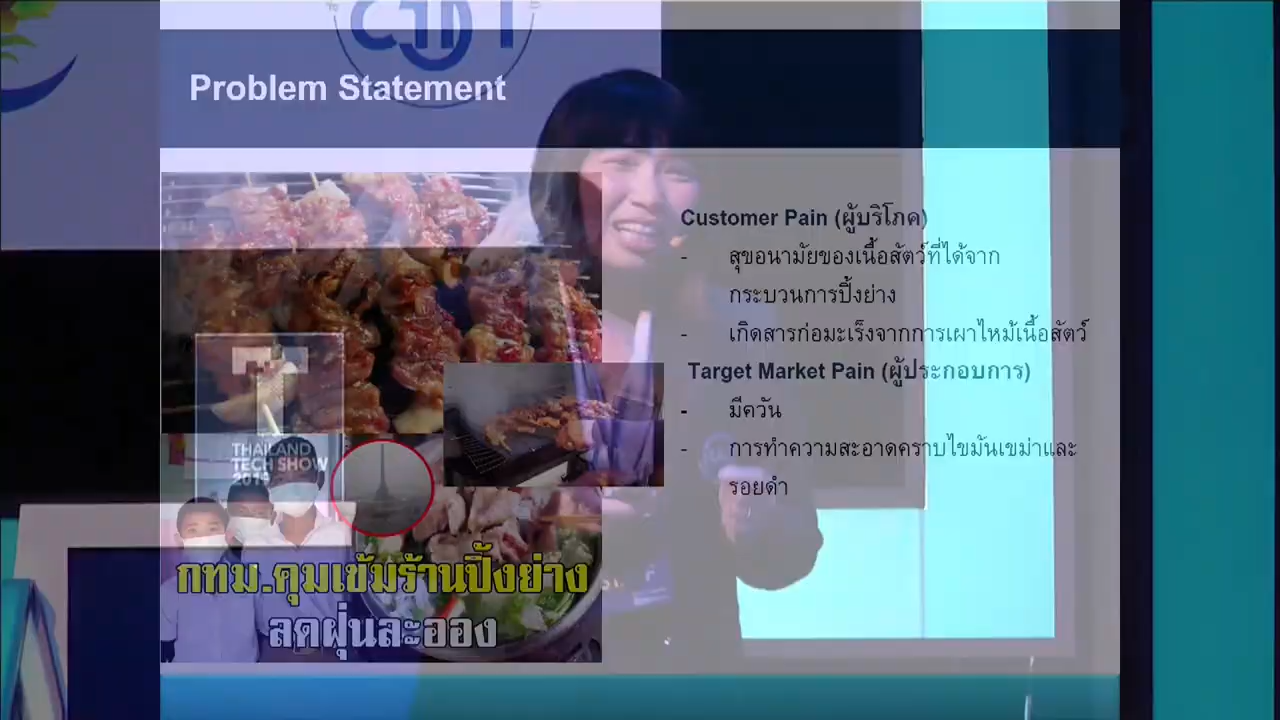 Problem Statement
Customer Pain (ผู้บริโภค)
- สุขอนามัยของเนื้อสัตว์ที่ได้จาก
กระบวนการปิ้งย่าง
- เกิดสารก่อมะเร็งจากการเผาไหม้เนื้อสัตว์
Target Market Pain (ผู้ประกอบการ)
- มีควัน
- การทำความสะอาดคราบไขมันเขม่าและ
รอยดำ
THAILAND
TECH SHOW
2019
กทม.คุมเข้มร้านปิ้งย่าง
ลดฝุ่นละออง